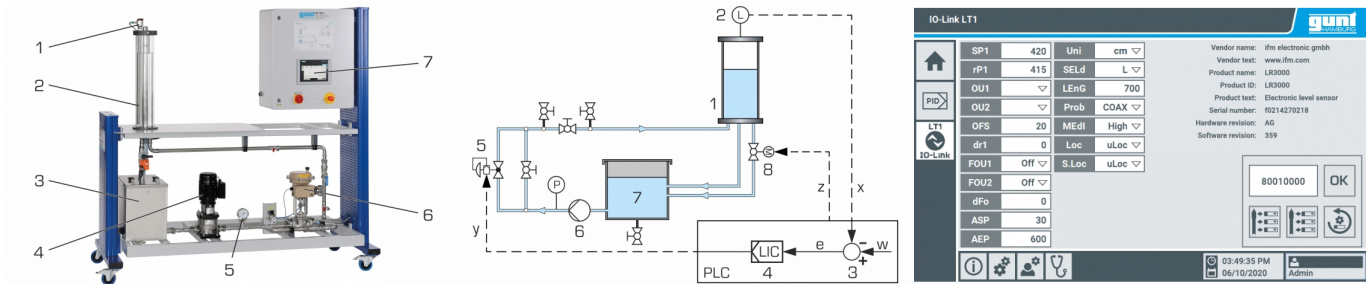 1
2
3
4
5
6
7
2
L
1
5
P
6
7
M
8
z
x
y
PLC
LIC
4
e
3
-
+
w
IO-Link LT1
gunt
HAMBURG
PID
LT1
IO-Link
SP1 420 Uni cm
rP1 415 SELd L
OU1 LEnG 700
OU2 Prob COAX
OFS 20 MEdI High
dr1 0 Loc uLoc
FOU1 Off S.Loc uLoc
FOU2 Off
dFo 0
ASP 30
AEP 600
Vendor name: ifm electronic gmbh
Vendor text: www.ifm.com
Product name: LR3000
Product ID: LR3000
Product text: Electronic level sensor
Serial number: f0214270218
Hardware revision: AG
Software revision: 359
80010000 OK
03:49:35 PM
06/10/2020 Admin